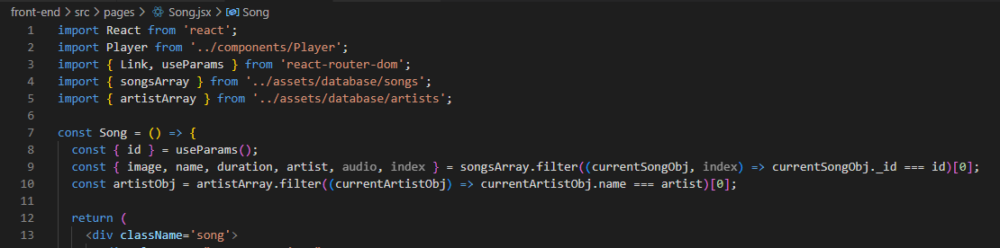 front-end > src > pages > Song.jsx > Song
1 import React from 'react';
2 import Player from '../components/Player';
3 import { Link, useParams } from 'react-router-dom';
4 import { songsArray } from '../assets/database/songs';
5 import { artistArray } from '../assets/database/artists';
6
7 const Song = () => {
8   const { id } = useParams();
9   const { image, name, duration, artist, audio, index } = songsArray.filter((currentSongObj, index) => currentSongObj._id === id)[0];
10   const artistObj = artistArray.filter((currentArtistObj) => currentArtistObj.name === artist)[0];
11
12   return (
13     <div className='song'>